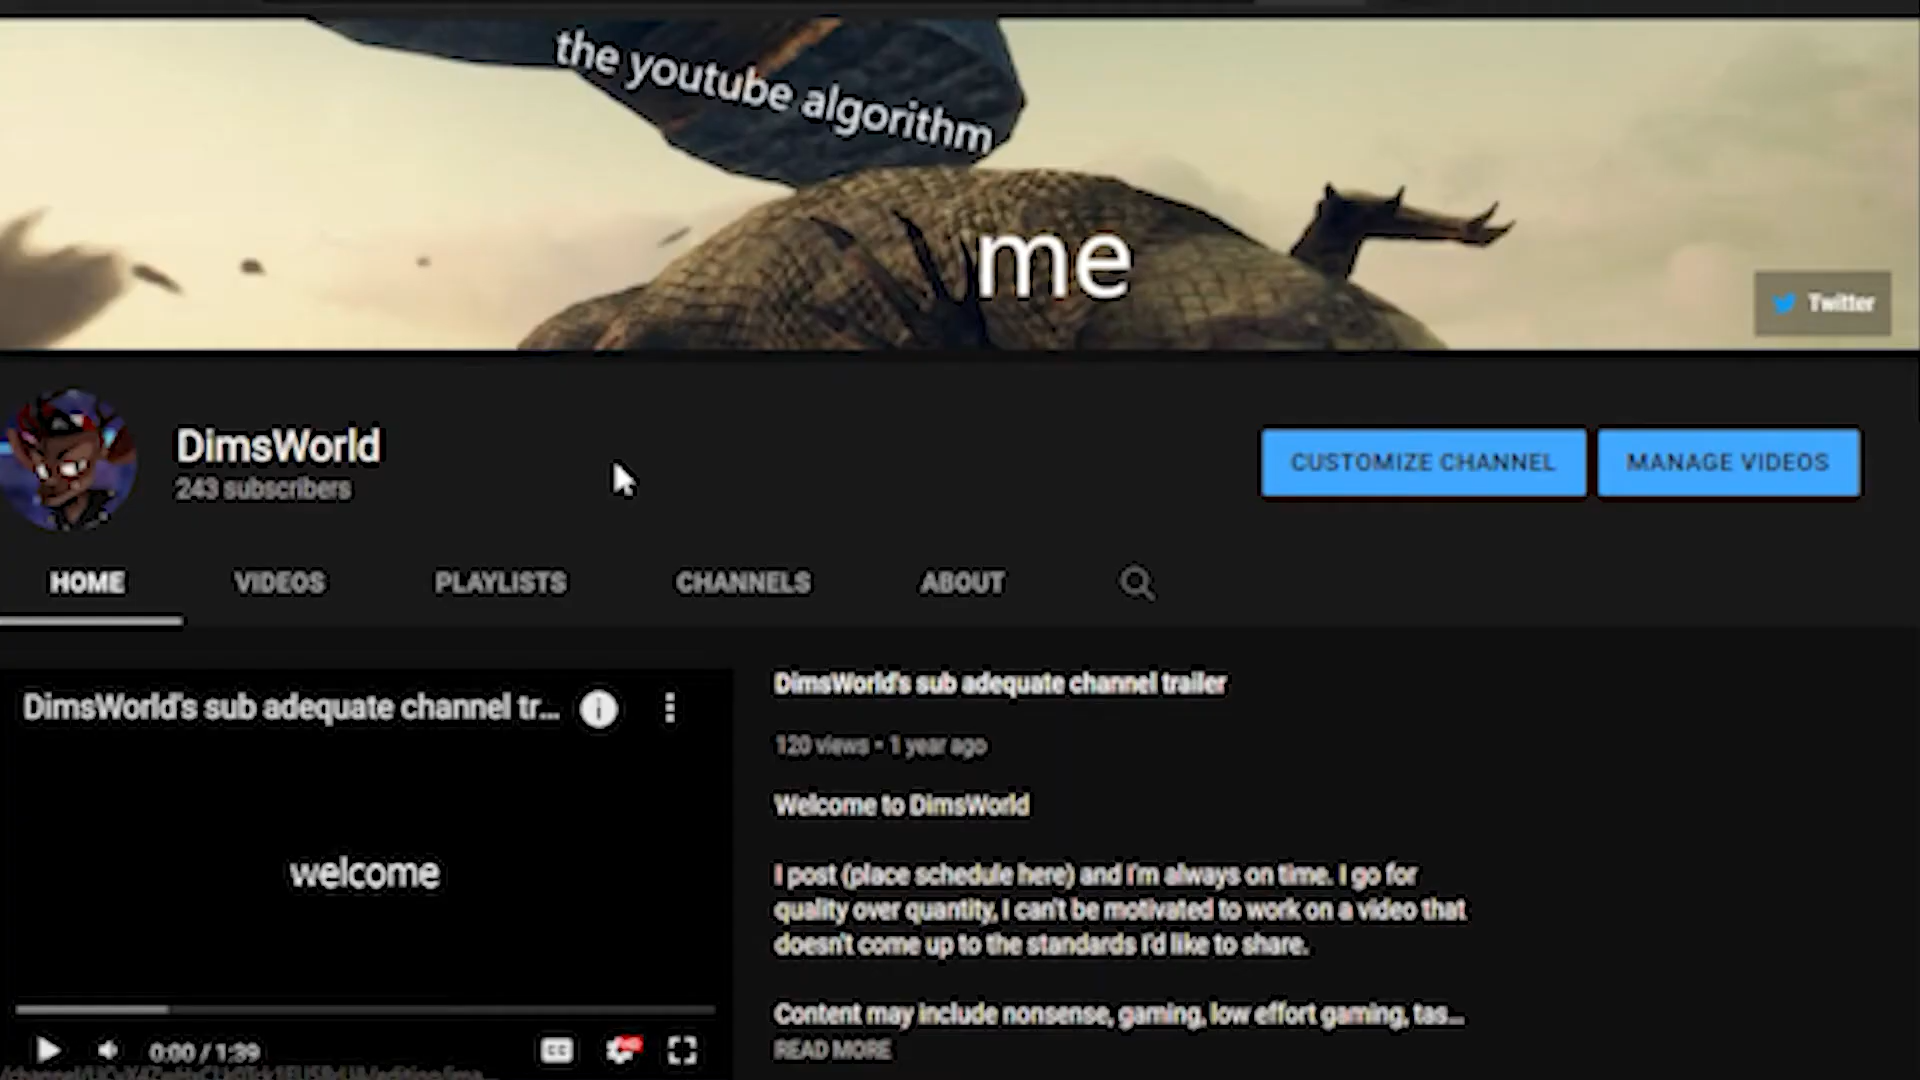 the youtube algorithm
me
Twitter
DimsWorld
243 subscribers
CUSTOMIZE CHANNEL
MANAGE VIDEOS
HOME
VIDEOS
PLAYLISTS
CHANNELS
ABOUT
DimsWorld's sub adequate channel tr...
welcome
0:00 / 1:39
DimsWorld's sub adequate channel trailer
120 views • 1 year ago
Welcome to DimsWorld
I post (place schedule here) and I'm always on time. I go for
quality over quantity, I can't be motivated to work on a video that
doesn't come up to the standards I'd like to share.
Content may include nonsense, gaming, low effort gaming, tas...
READ MORE